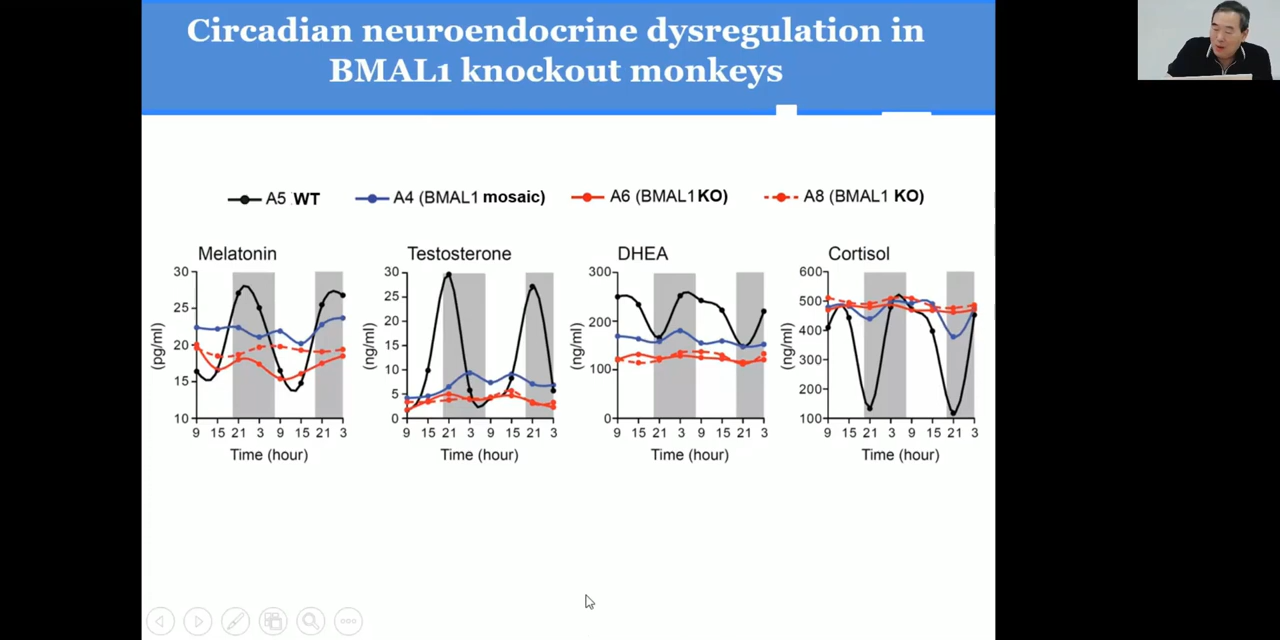 Circadian neuroendocrine dysregulation in
BMAL1 knockout monkeys
A5 WT
A4 (BMAL1 mosaic)
A6 (BMAL1 KO)
A8 (BMAL1 KO)
Melatonin
30
25
20
15
10
(pg/ml)
9 15 21 3 9 15 21 3
Time (hour)
Testosterone
30
25
20
15
10
5
0
(ng/ml)
9 15 21 3 9 15 21 3
Time (hour)
DHEA
300
200
100
0
(ng/ml)
9 15 21 3 9 15 21 3
Time (hour)
Cortisol
600
500
400
300
200
100
(ng/ml)
9 15 21 3 9 15 21 3
Time (hour)